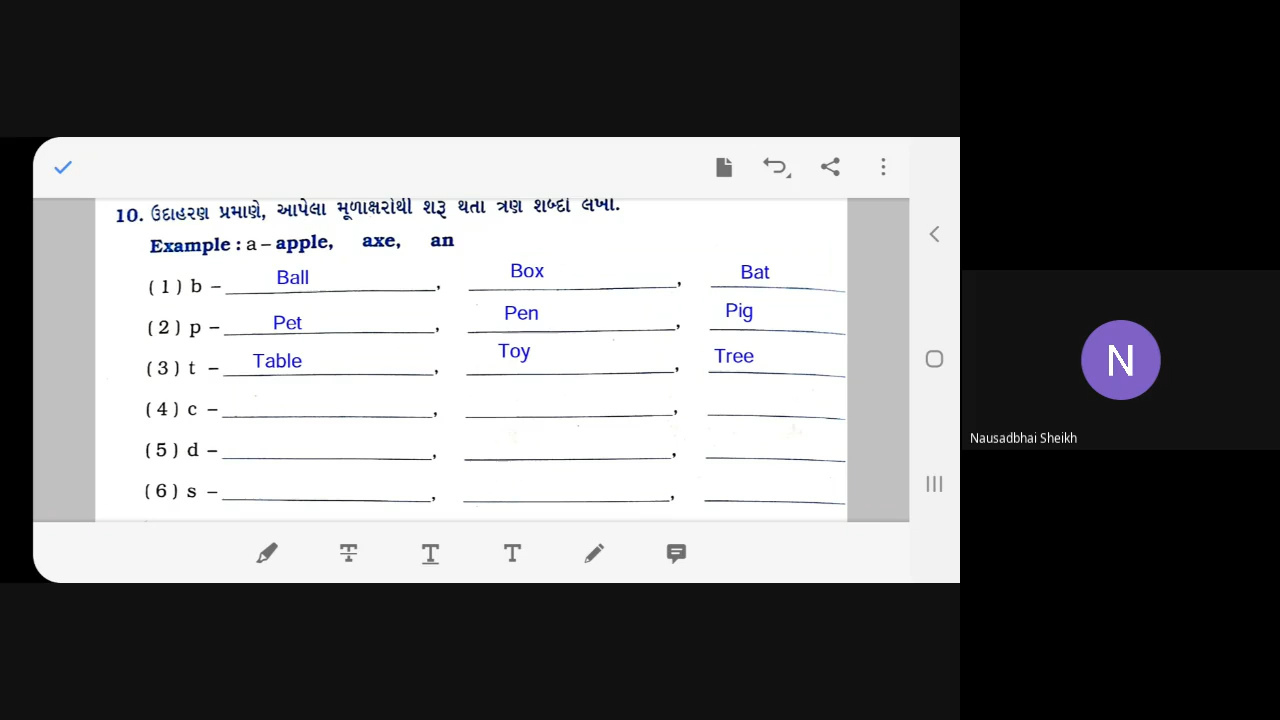 10. ઉદાહરણ પ્રમાણે, આપેલા મૂળાક્ષરોથી શરૂ થતા ત્રણ શબ્દો લખો.
Example : a – apple, axe, an
(1) b – Ball, Box, Bat
(2) p – Pet, Pen, Pig
(3) t – Table, Toy, Tree
(4) c – ,  ,
(5) d – ,  ,
(6) s – ,  ,
N
Nausadbhai Sheikh